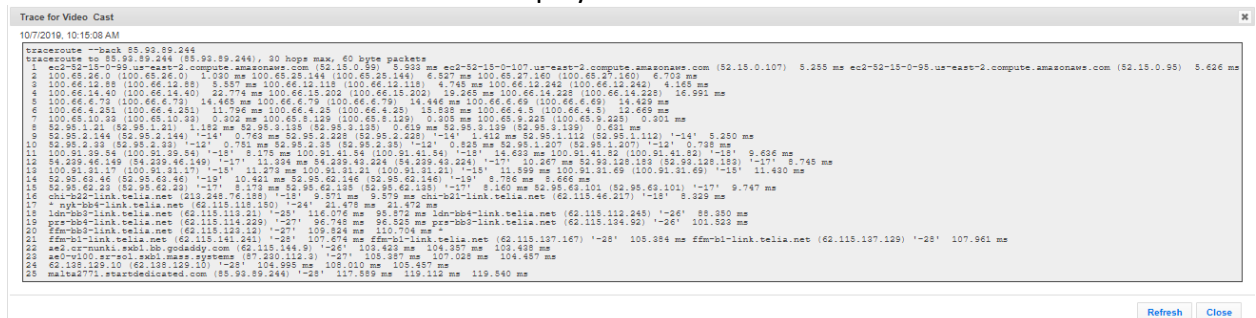 Trace for Video Cast
10/7/2019, 10:15:08 AM
traceroute --back 85.93.89.244
traceroute to 85.93.89.244 (85.93.89.244), 30 hops max, 60 byte packets
1 ec2-52-15-0-99.us-east-2.compute.amazonaws.com (52.15.0.99) 5.933 ms ec2-52-15-0-107.us-east-2.compute.amazonaws.com (52.15.0.107) 5.255 ms ec2-52-15-0-95.us-east-2.compute.amazonaws.com (52.15.0.95) 5.626 ms
2 100.65.26.0 (100.65.26.0) 1.030 ms 100.65.25.144 (100.65.25.144) 6.527 ms 100.65.27.160 (100.65.27.160) 6.703 ms
3 100.66.12.88 (100.66.12.88) 5.557 ms 100.66.12.118 (100.66.12.118) 4.745 ms 100.66.12.242 (100.66.12.242) 4.165 ms
4 100.66.14.40 (100.66.14.40) 22.774 ms 100.66.15.202 (100.66.15.202) 19.265 ms 100.66.14.228 (100.66.14.228) 16.991 ms
5 100.66.6.73 (100.66.6.73) 14.465 ms 100.66.6.79 (100.66.6.79) 14.446 ms 100.66.6.69 (100.66.6.69) 14.429 ms
6 100.66.4.251 (100.66.4.251) 11.796 ms 100.66.4.25 (100.66.4.25) 15.838 ms 100.66.4.5 (100.66.4.5) 12.669 ms
7 100.65.10.33 (100.65.10.33) 0.302 ms 100.65.8.129 (100.65.8.129) 0.305 ms 100.65.9.225 (100.65.9.225) 0.301 ms
8 52.95.1.21 (52.95.1.21) 1.182 ms 52.95.3.135 (52.95.3.135) 0.619 ms 52.95.3.139 (52.95.3.139) 0.631 ms
9 52.95.2.144 (52.95.2.144) '-14' 0.763 ms 52.95.2.228 (52.95.2.228) '-14' 1.412 ms 52.95.1.112 (52.95.1.112) '-14' 5.250 ms
10 52.95.2.33 (52.95.2.33) '-12' 0.751 ms 52.95.2.35 (52.95.2.35) '-12' 0.825 ms 52.95.1.207 (52.95.1.207) '-12' 0.738 ms
11 100.91.39.54 (100.91.39.54) '-18' 8.175 ms 100.91.41.54 (100.91.41.54) '-18' 14.633 ms 100.91.41.82 (100.91.41.82) '-18' 9.636 ms
12 54.239.46.149 (54.239.46.149) '-17' 11.334 ms 54.239.43.224 (54.239.43.224) '-17' 10.267 ms 52.93.128.183 (52.93.128.183) '-17' 8.745 ms
13 100.91.31.17 (100.91.31.17) '-15' 11.273 ms 100.91.31.21 (100.91.31.21) '-15' 11.599 ms 100.91.31.69 (100.91.31.69) '-15' 11.430 ms
14 52.95.63.46 (52.95.63.46) '-19' 10.421 ms 52.95.62.146 (52.95.62.146) '-19' 8.786 ms 8.666 ms
15 52.95.62.23 (52.95.62.23) '-17' 8.173 ms 52.95.62.135 (52.95.62.135) '-17' 8.160 ms 52.95.63.101 (52.95.63.101) '-17' 9.747 ms
16 chi-b22-link.telia.net (213.248.76.188) '-18' 9.571 ms 9.579 ms chi-b21-link.telia.net (62.115.46.217) '-18' 8.329 ms
17 * nyk-bb4-link.telia.net (62.115.118.150) '-24' 21.478 ms 21.472 ms
18 ldn-bb3-link.telia.net (62.115.113.21) '-25' 116.076 ms 95.872 ms ldn-bb4-link.telia.net (62.115.112.245) '-26' 88.350 ms
19 prs-bb4-link.telia.net (62.115.114.229) '-27' 96.748 ms 96.525 ms prs-bb3-link.telia.net (62.115.134.92) '-26' 101.523 ms
20 ffm-bb3-link.telia.net (62.115.123.12) '-27' 109.824 ms 110.704 ms *
21 ffm-b1-link.telia.net (62.115.141.241) '-28' 107.674 ms ffm-b1-link.telia.net (62.115.137.167) '-28' 105.384 ms ffm-b1-link.telia.net (62.115.137.129) '-28' 107.961 ms
22 ae2.cr-nunki.sxb1.bb.godaddy.com (62.115.144.9) '-26' 103.423 ms 104.357 ms 103.438 ms
23 ae0-v100.sr-sol.sxb1.mass.systems (87.230.112.3) '-27' 105.387 ms 107.028 ms 104.457 ms
24 62.138.129.10 (62.138.129.10) '-28' 104.995 ms 108.010 ms 105.457 ms
25 malta2771.startdedicated.com (85.93.89.244) '-28' 117.589 ms 119.112 ms 119.540 ms
Refresh Close